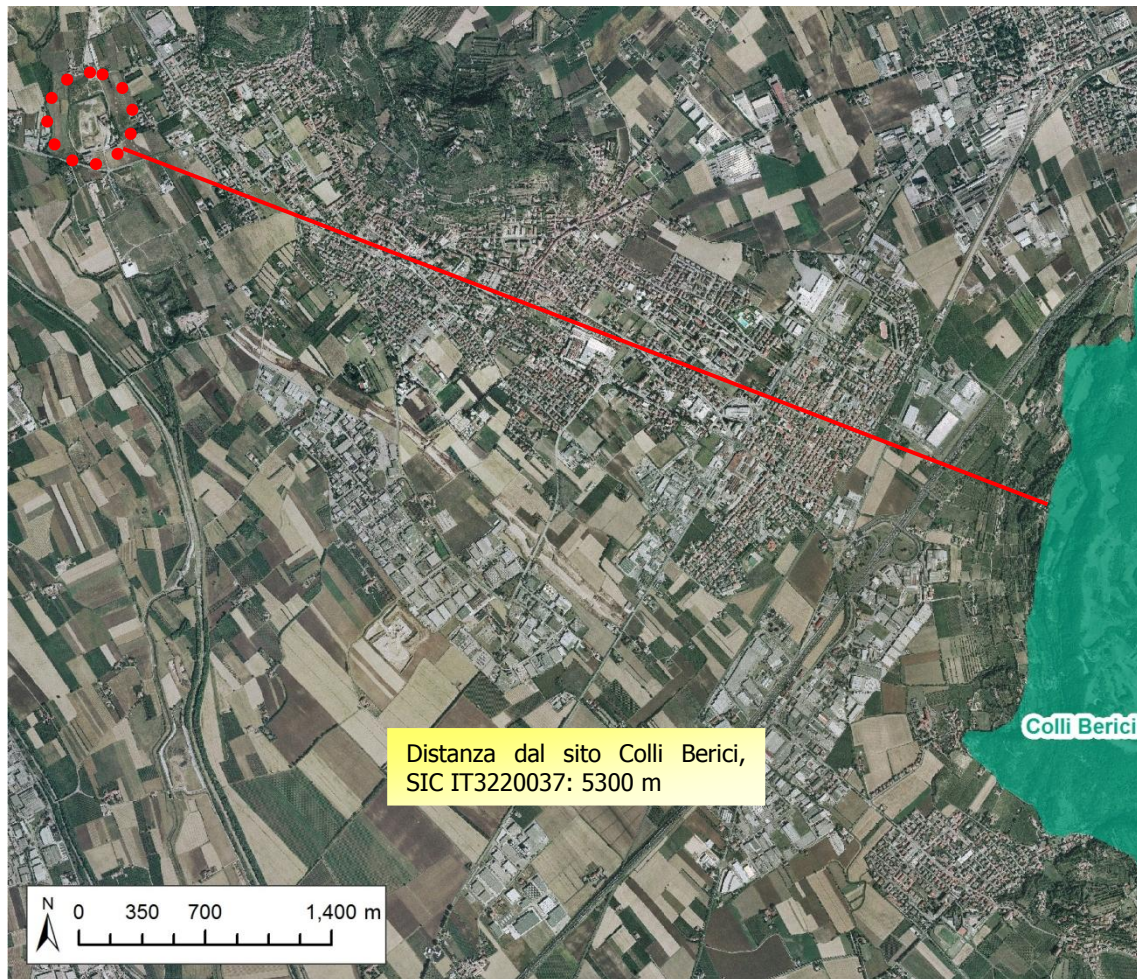 Colli Berici
Distanza dal sito Colli Berici,
SIC IT3220037: 5300 m
N
0 350 700 1,400 m